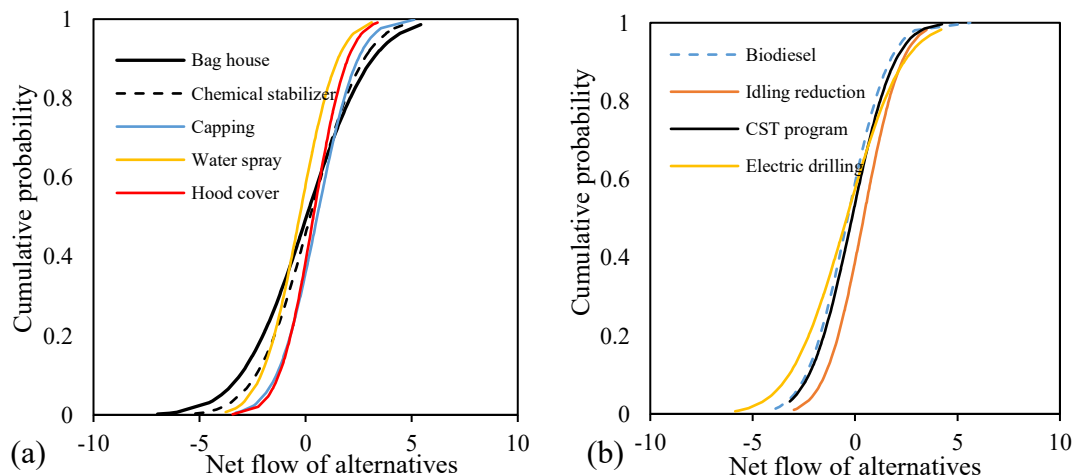 (a)
Cumulative probability
1
0.8
0.6
0.4
0.2
0
-10
-5
0
5
10
Net flow of alternatives
Bag house
Chemical stabilizer
Capping
Water spray
Hood cover
(b)
Cumulative probability
1
0.8
0.6
0.4
0.2
0
-10
-5
0
5
10
Net flow of alternatives
Biodiesel
Idling reduction
CST program
Electric drilling